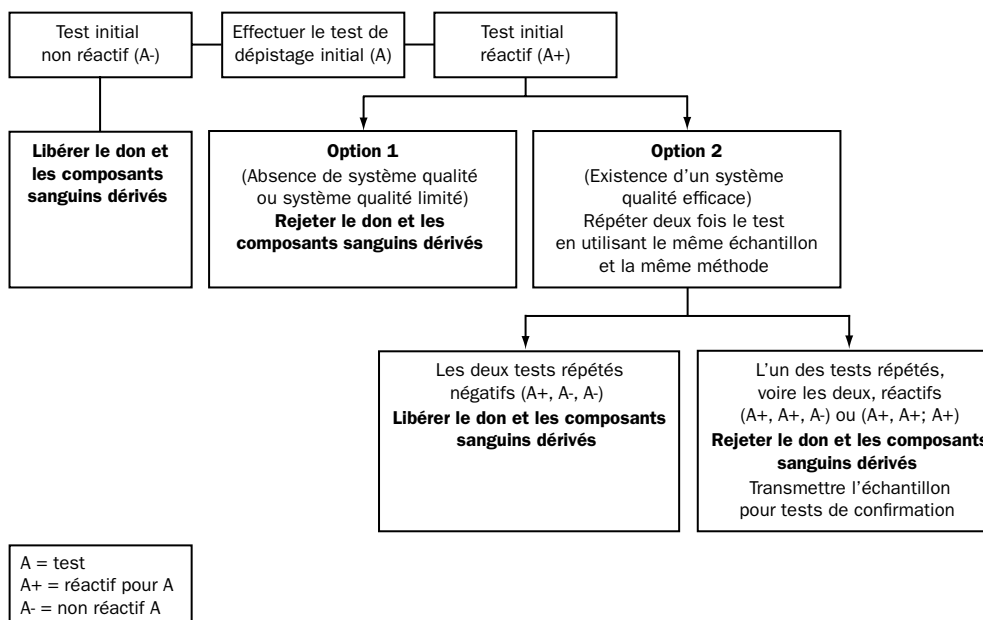 Test initial
non réactif (A-)
Effectuer le test de
dépistage initial (A)
Test initial
réactif (A+)
Libérer le don et
les composants
sanguins dérivés
Option 1
(Absence de système qualité
ou système qualité limité)
Rejeter le don et les
composants sanguins dérivés
Option 2
(Existence d'un système
qualité efficace)
Répéter deux fois le test
en utilisant le même échantillon
et la même méthode
Les deux tests répétés
négatifs (A+, A-, A-)
Libérer le don et les composants
sanguins dérivés
L'un des tests répétés,
voire les deux, réactifs
(A+, A+, A-) ou (A+, A+; A+)
Rejeter le don et les composants
sanguins dérivés
Transmettre l'échantillon
pour tests de confirmation
A = test
A+ = réactif pour A
A- = non réactif A